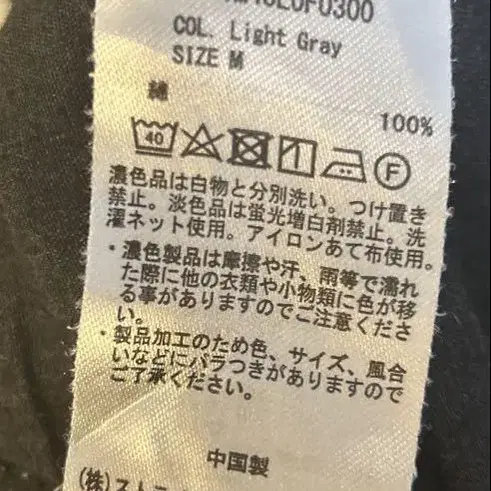 COL. Light Gray
SIZE M
綿
100%
40
F
濃色品は白物と分別洗い。つけ置き
禁止。淡色品は蛍光増白剤禁止。洗
濯ネット使用。アイロンあて布使用。
・濃色製品は摩擦や汗、雨等で濡れ
た際に他の衣類や小物類に色が移
る事がありますのでご注意くださ
い。
・製品加工のため色、サイズ、風合
いなどにバラつきがありますので
ご了承ください。
中国製
(株)ストラ